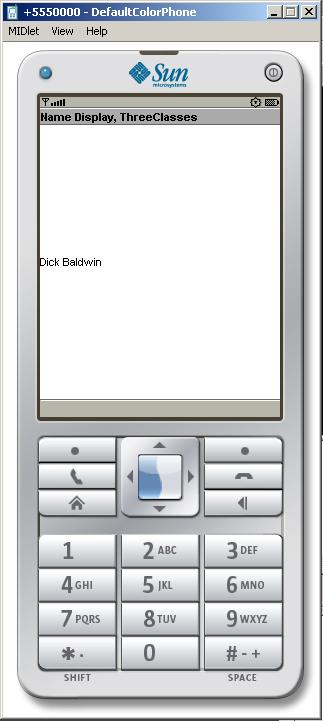 +5550000 - DefaultColorPhone
MIDlet View Help
Sun
microsystems
Name Display, ThreeClasses
Dick Baldwin
1 2 ABC 3 DEF
4 GHI 5 JKL 6 MNO
7 PQRS 8 TUV 9 WXYZ
* . 0 # - +
SHIFT SPACE